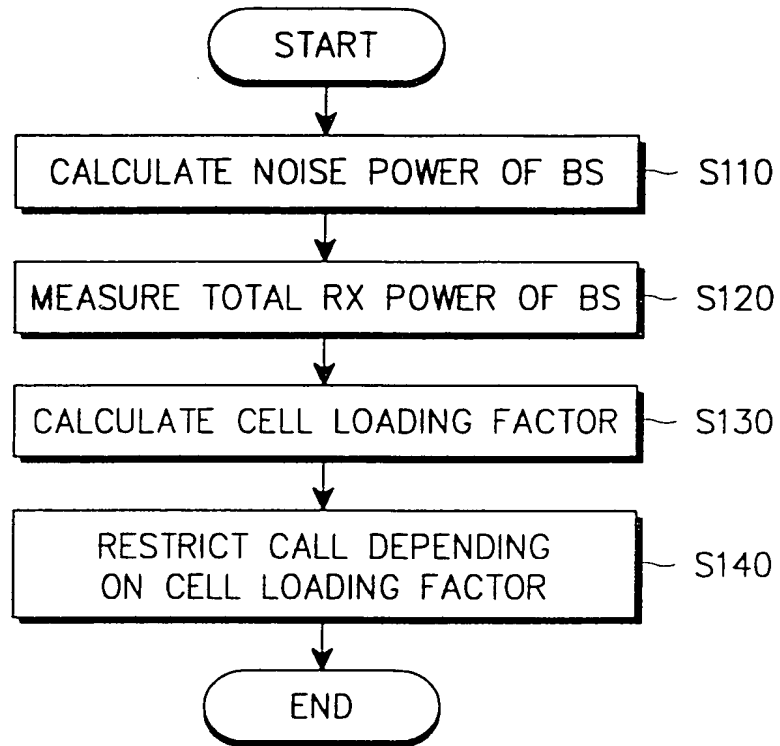 START
CALCULATE NOISE POWER OF BS
S110
MEASURE TOTAL RX POWER OF BS
S120
CALCULATE CELL LOADING FACTOR
S130
RESTRICT CALL DEPENDING
ON CELL LOADING FACTOR
S140
END